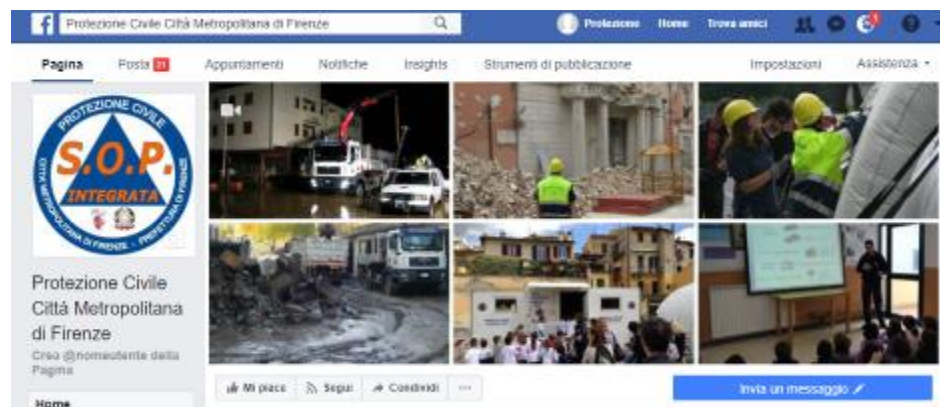 Protezione Civile Città Metropolitana di Firenze
Protezione Home Trova amici 1
Pagina Posta 21 Appuntamenti Notifiche Insights Strumenti di pubblicazione Impostazioni Assistenza
PROTEZIONE CIVILE
S.O.P.
INTEGRATA
CITTÀ METROPOLITANA DI FIRENZE - PREFETTURA DI FIRENZE
Protezione Civile
Città Metropolitana
di Firenze
Crea @nomeutente della
Pagina
Mi piace Segui Condividi ...
Invia un messaggio
Home